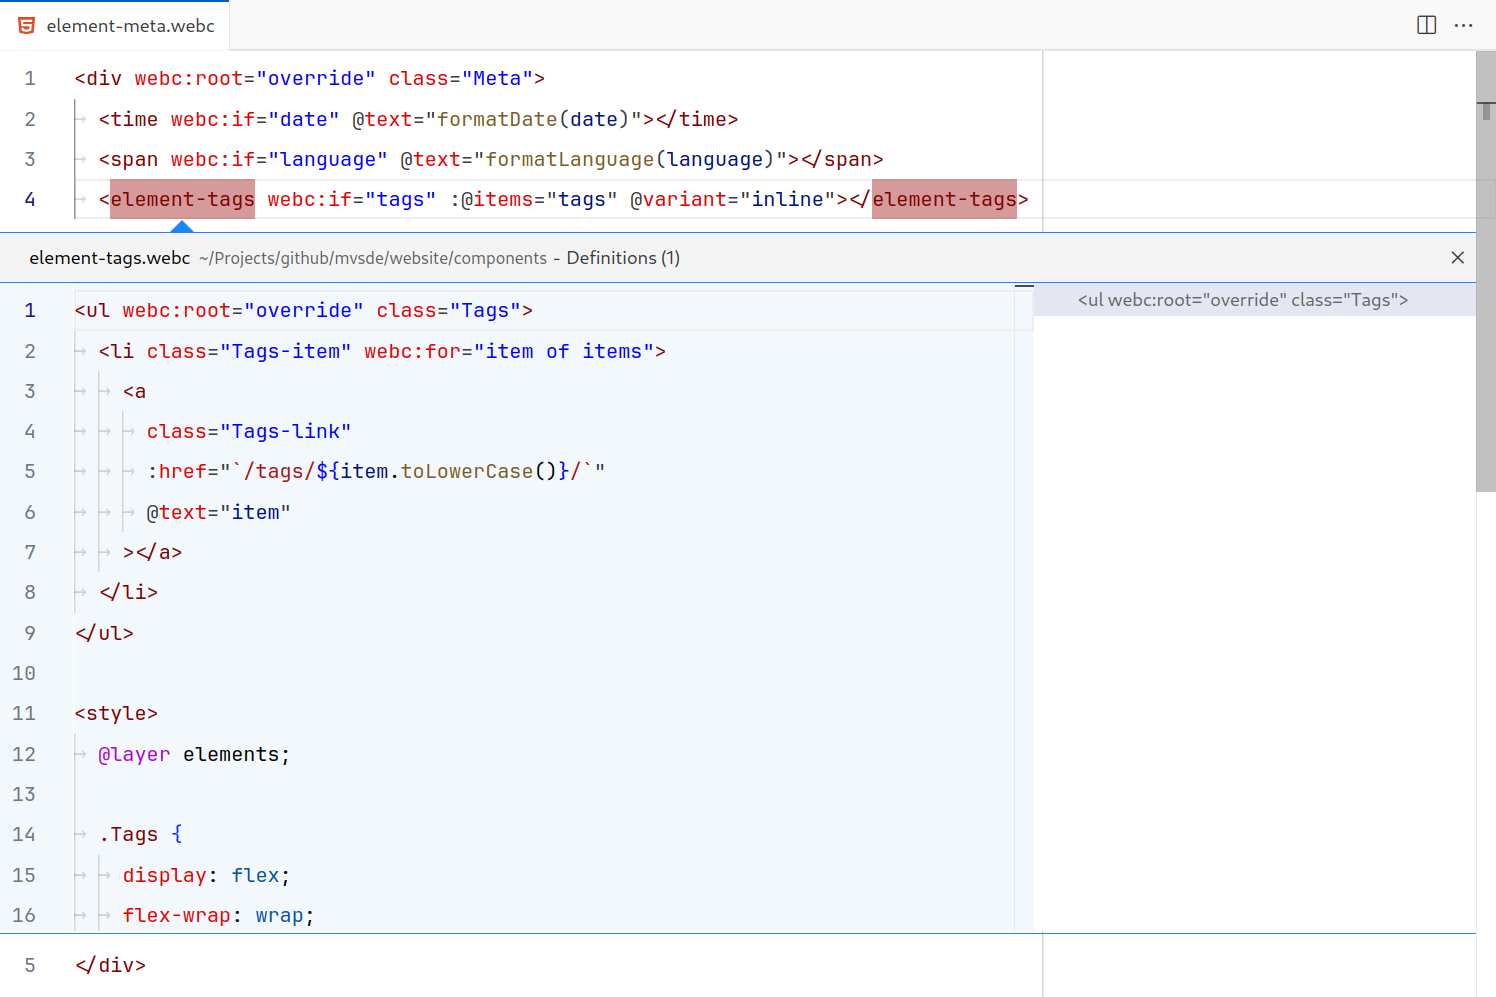 element-meta.webc
1 <div webc:root="override" class="Meta">
2 <time webc:if="date" @text="formatDate(date)"></time>
3 <span webc:if="language" @text="formatLanguage(language)"></span>
4 <element-tags webc:if="tags" :@items="tags" @variant="inline"></element-tags>
element-tags.webc ~/Projects/github/mvsde/website/components - Definitions (1)
1 <ul webc:root="override" class="Tags">
<ul webc:root="override" class="Tags">
2 <li class="Tags-item" webc:for="item of items">
3 <a
4 class="Tags-link"
5 :href="`/tags/${item.toLowerCase()}/`"
6 @text="item"
7 ></a>
8 </li>
9 </ul>
10
11 <style>
12 @layer elements;
13
14 .Tags {
15 display: flex;
16 flex-wrap: wrap;
5 </div>